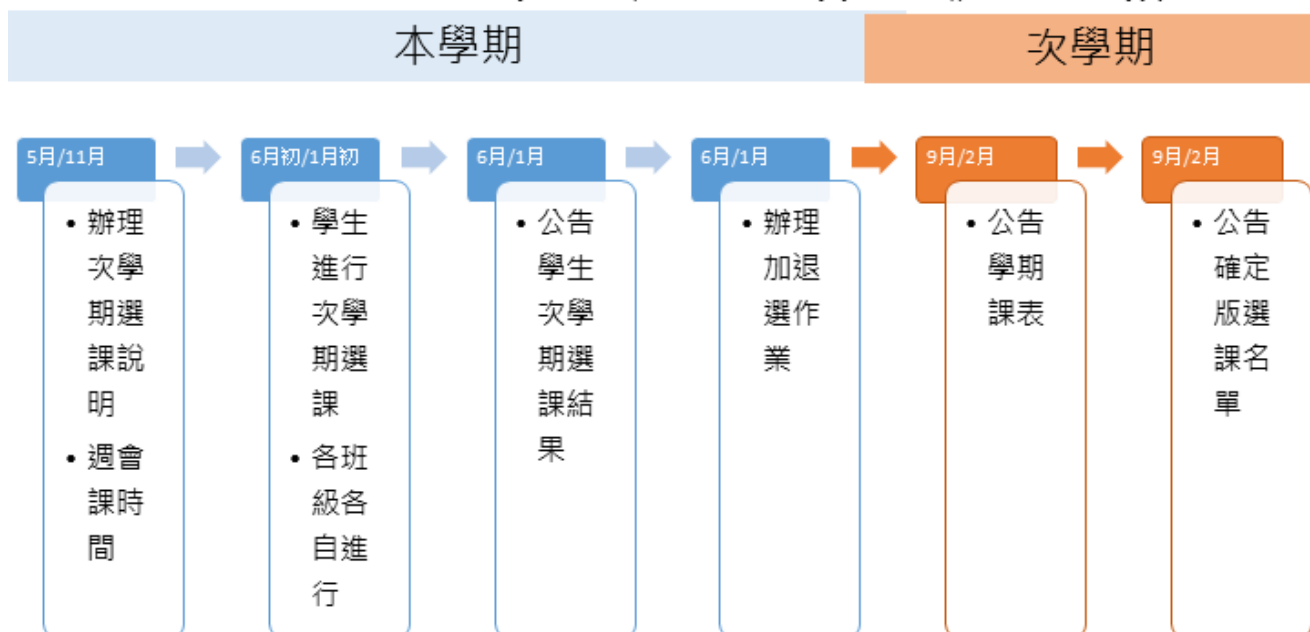 本學期
次學期
5月/11月
• 辦理
次學
期選
課說
明
• 週會
課時
間
6月初/1月初
• 學生
進行
次學
期選
課
• 各班
級各
自進
行
6月/1月
• 公告
學生
次學
期選
課結
果
6月/1月
• 辦理
加退
選作
業
9月/2月
• 公告
學期
課表
9月/2月
• 公告
確定
版選
課名
單